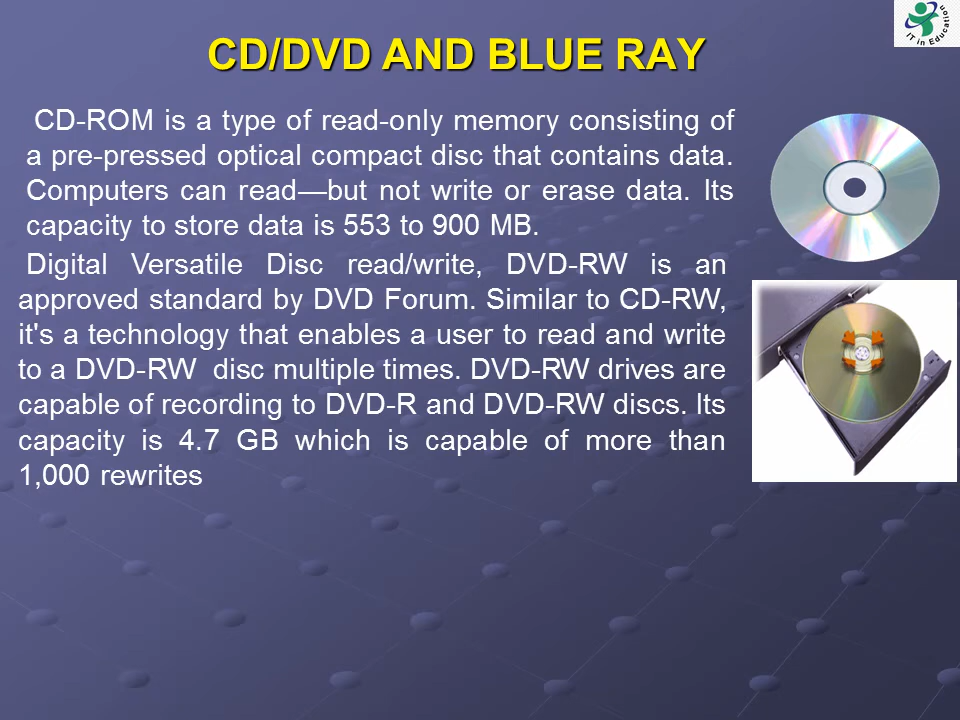 CD/DVD AND BLUE RAY
IT in Education
CD-ROM is a type of read-only memory consisting of
a pre-pressed optical compact disc that contains data.
Computers can read—but not write or erase data. Its
capacity to store data is 553 to 900 MB.
Digital Versatile Disc read/write, DVD-RW is an
approved standard by DVD Forum. Similar to CD-RW,
it's a technology that enables a user to read and write
to a DVD-RW disc multiple times. DVD-RW drives are
capable of recording to DVD-R and DVD-RW discs. Its
capacity is 4.7 GB which is capable of more than
1,000 rewrites